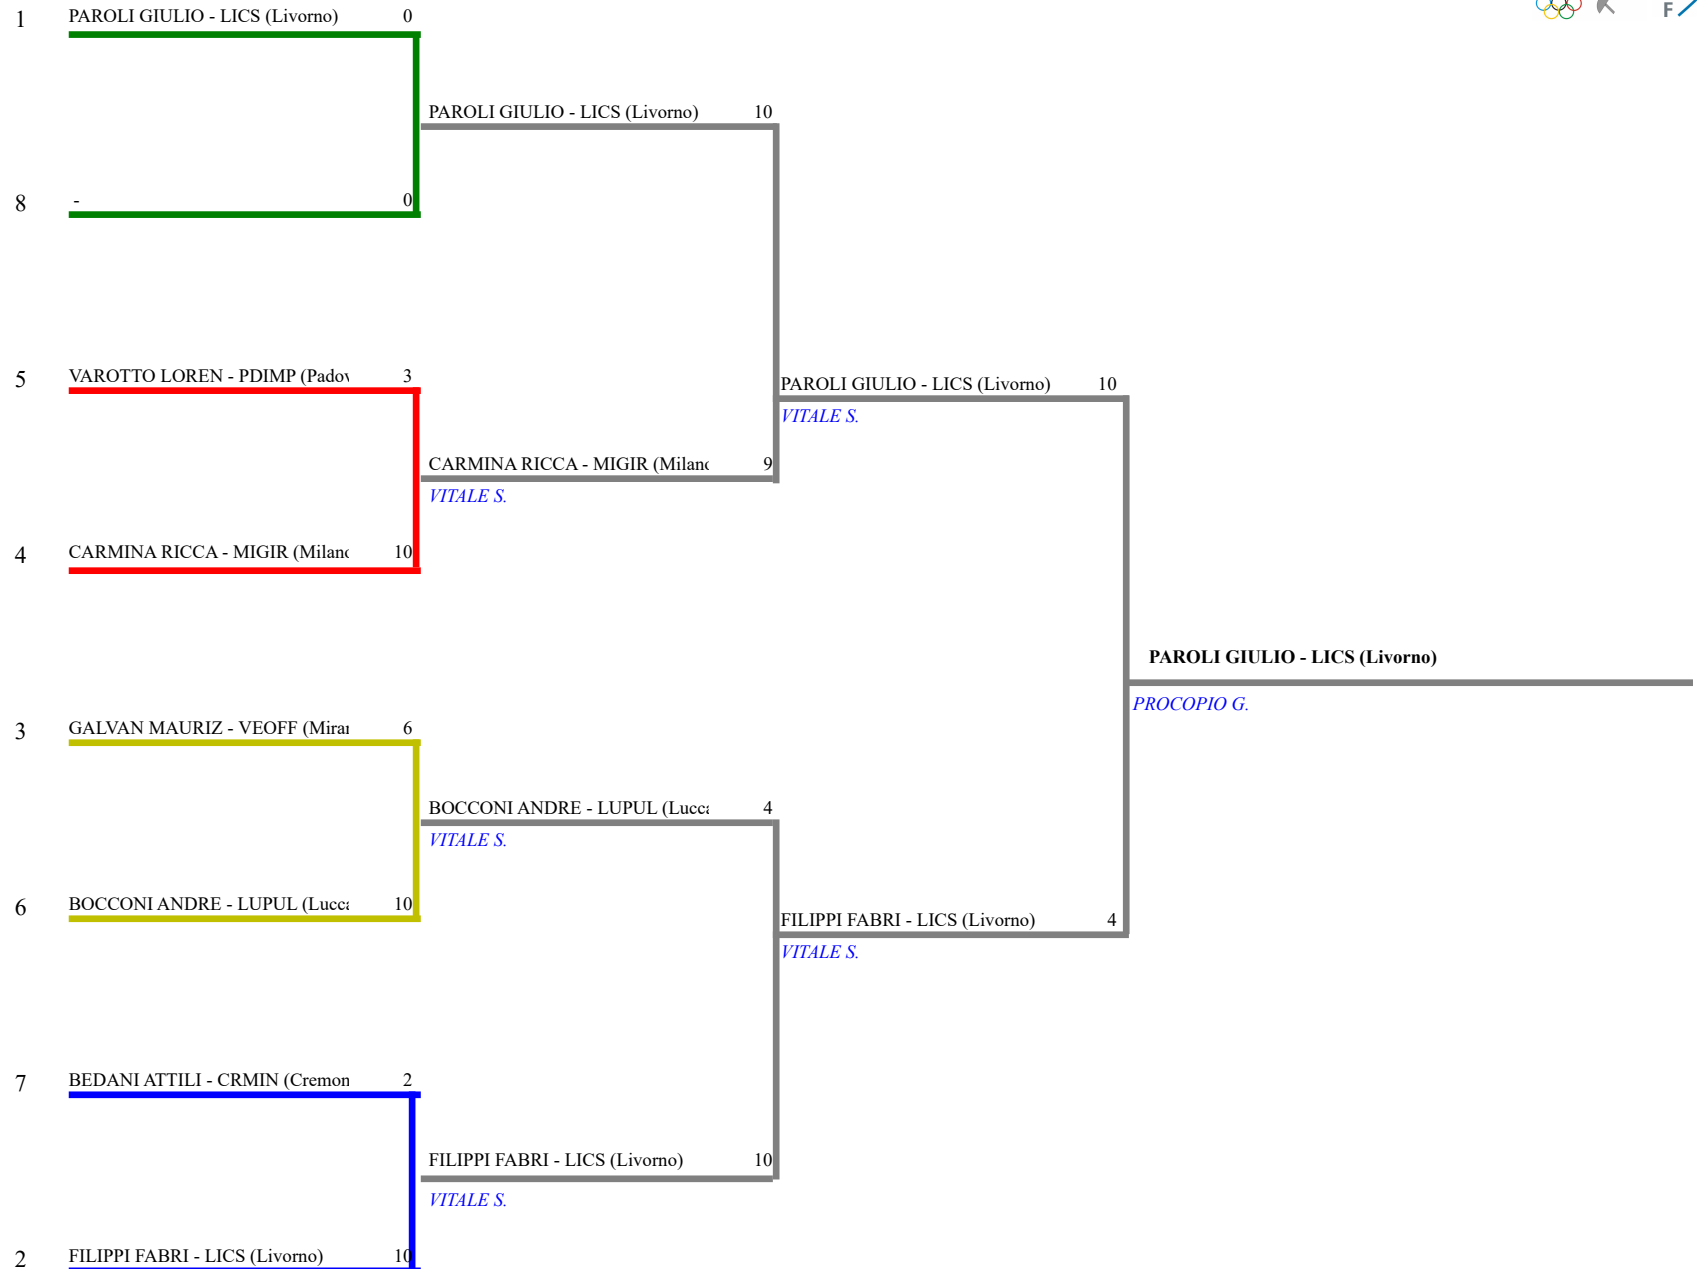 1 PAROLI GIULIO - LICS (Livorno) 0
F
PAROLI GIULIO - LICS (Livorno) 10
8 - 0
5 VAROTTO LOREN - PDIMP (Padov 3
PAROLI GIULIO - LICS (Livorno) 10
VITALE S.
CARMINA RICCA - MIGIR (Milano 9
VITALE S.
4 CARMINA RICCA - MIGIR (Milano 10
PAROLI GIULIO - LICS (Livorno)
PROCOPIO G.
3 GALVAN MAURIZ - VEOFF (Miran 6
BOCCONI ANDRE - LUPUL (Lucca 4
VITALE S.
6 BOCCONI ANDRE - LUPUL (Lucca 10
FILIPPI FABRI - LICS (Livorno) 4
VITALE S.
7 BEDANI ATTILI - CRMIN (Cremon 2
FILIPPI FABRI - LICS (Livorno) 10
VITALE S.
2 FILIPPI FABRI - LICS (Livorno) 10